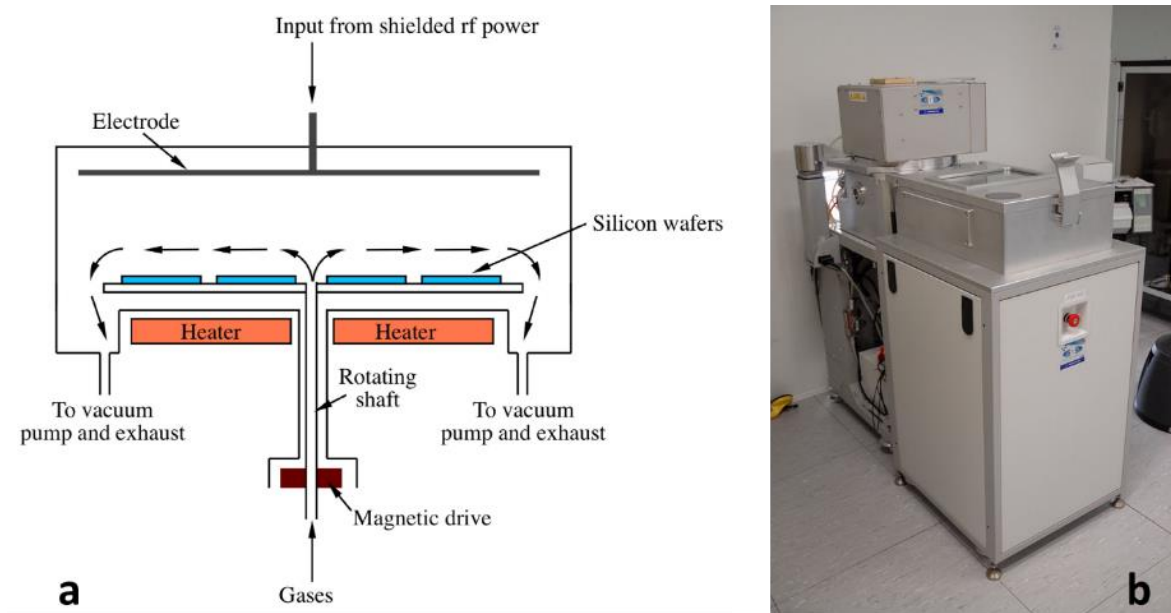 Input from shielded rf power
Electrode
Silicon wafers
Heater
Heater
Rotating
shaft
To vacuum
pump and exhaust
To vacuum
pump and exhaust
Magnetic drive
Gases
a
b